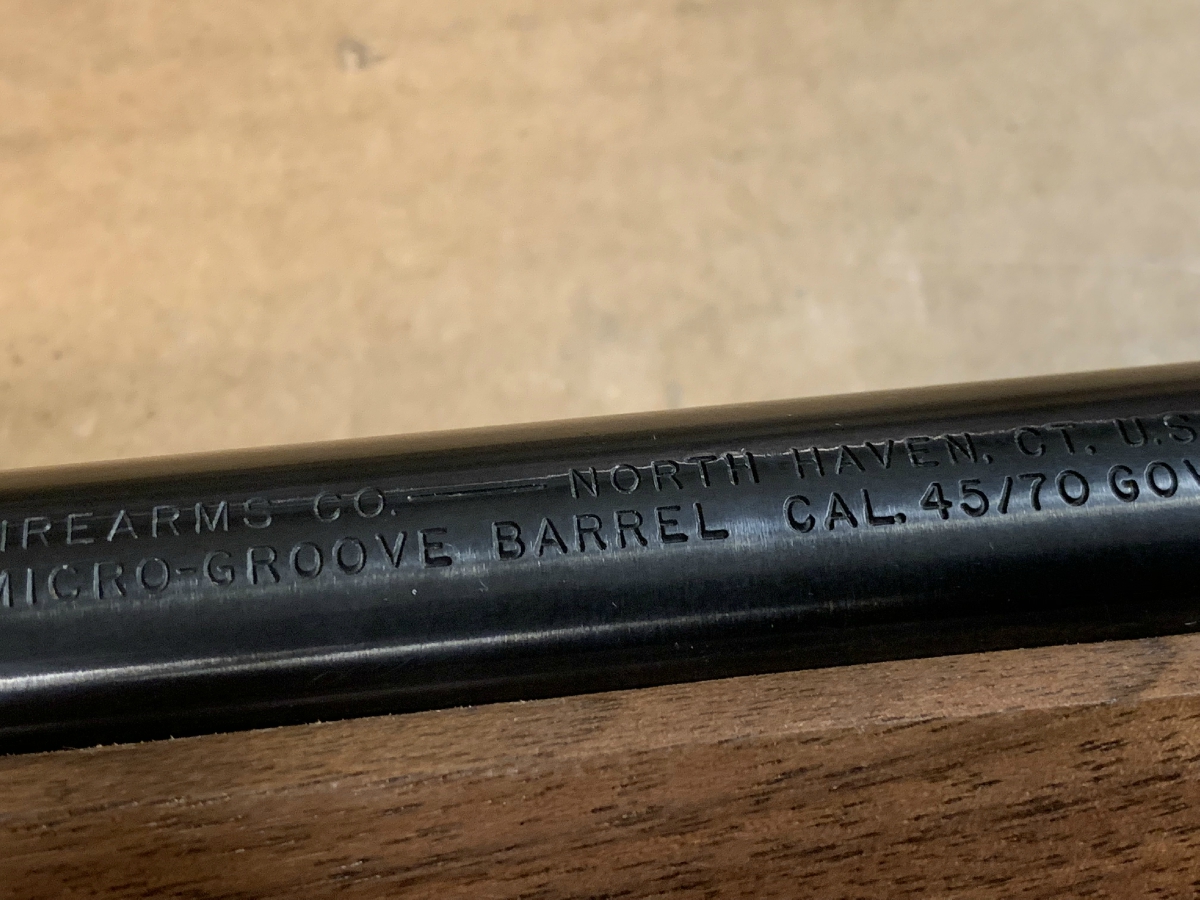 IREARMS CO. NORTH HAVEN, CT. U.S
MICRO-GROOVE BARREL CAL. 45/70 GOV